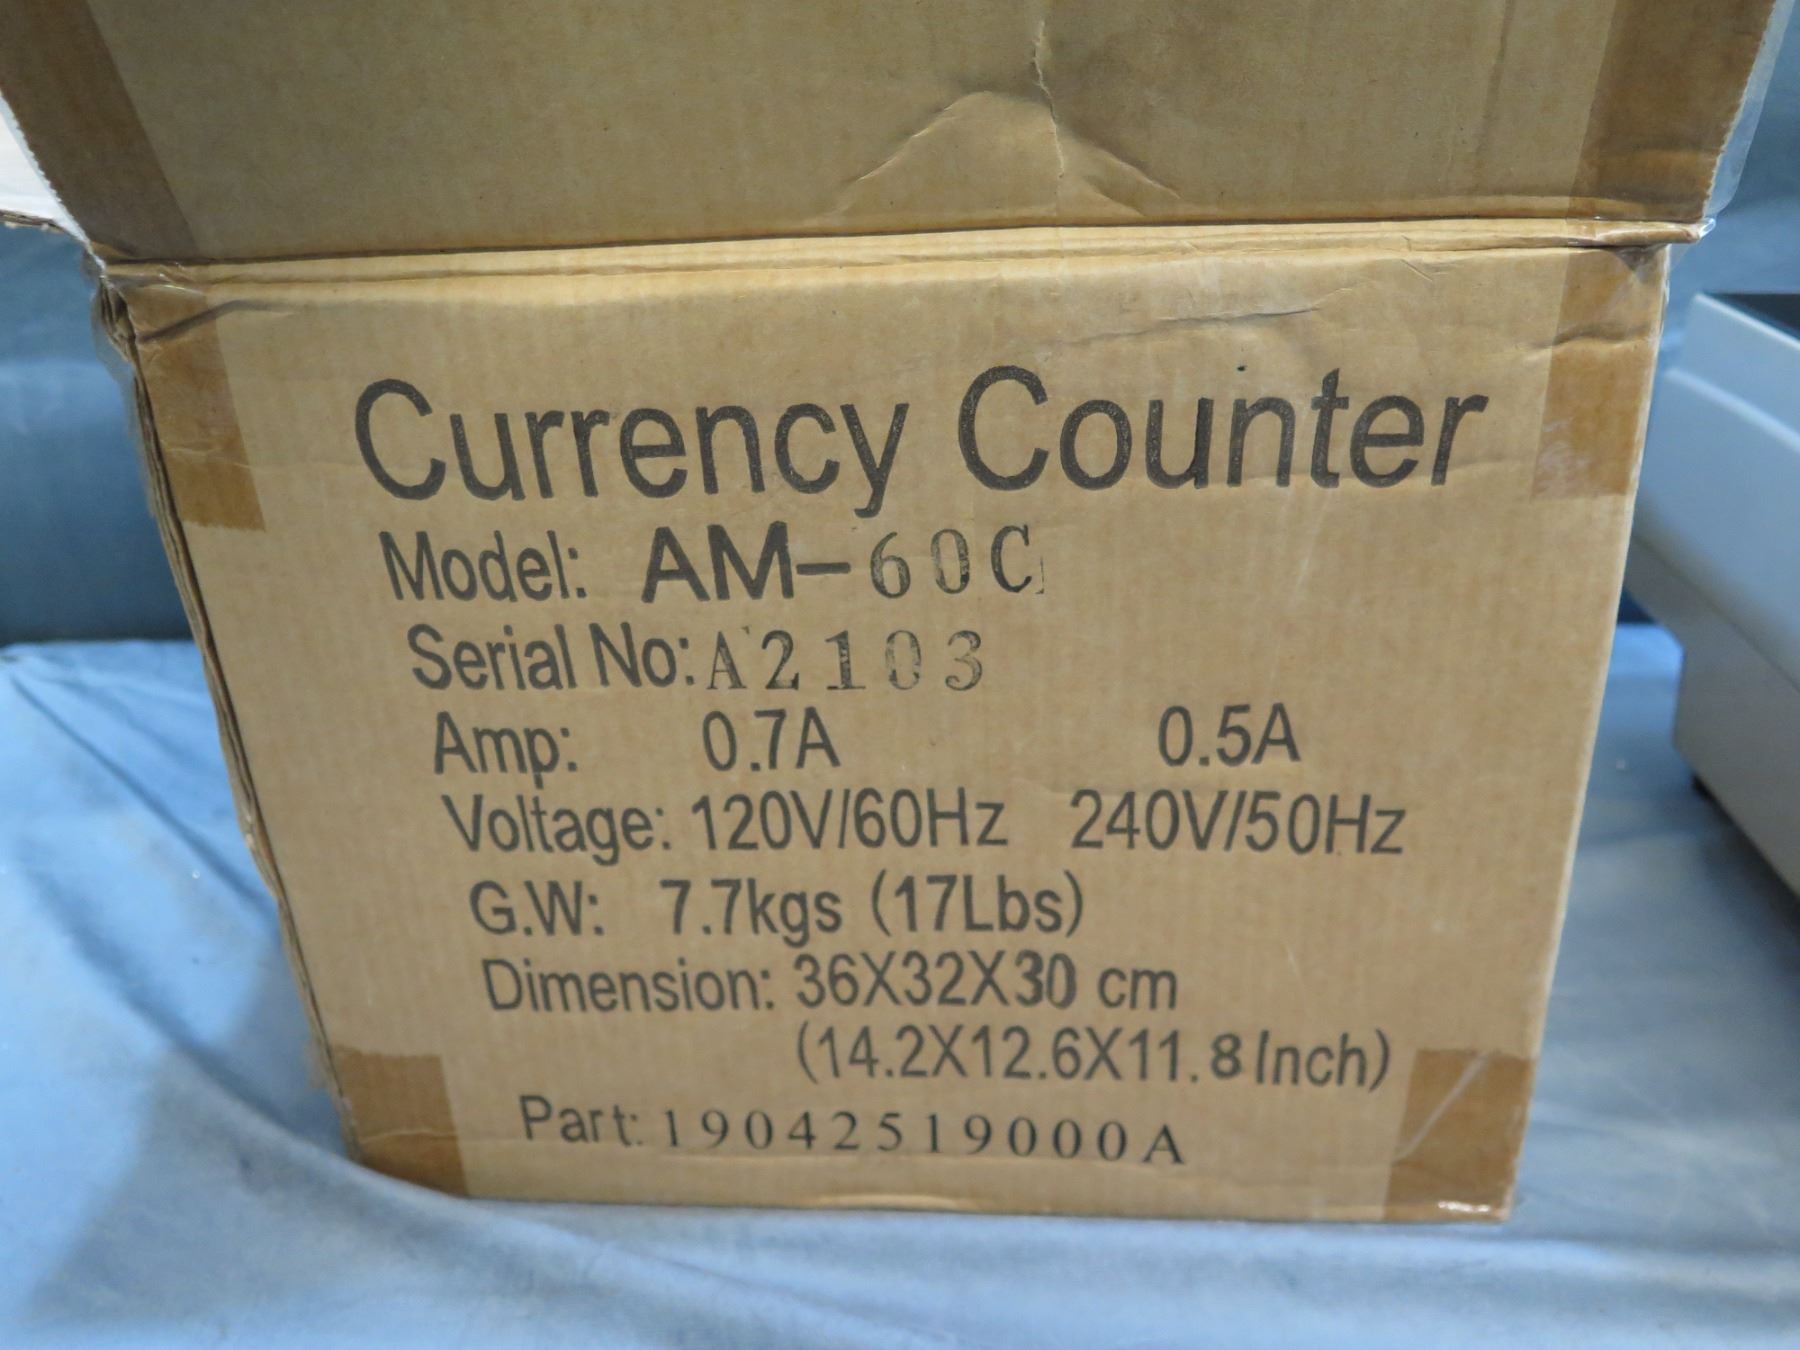 Currency Counter
Model: AM-60C
Serial No: A2103
Amp: 0.7A 0.5A
Voltage: 120V/60Hz 240V/50Hz
G.W: 7.7kgs (17Lbs)
Dimension: 36X32X30 cm
(14.2X12.6X11.8 Inch)
Part: 19042519000A